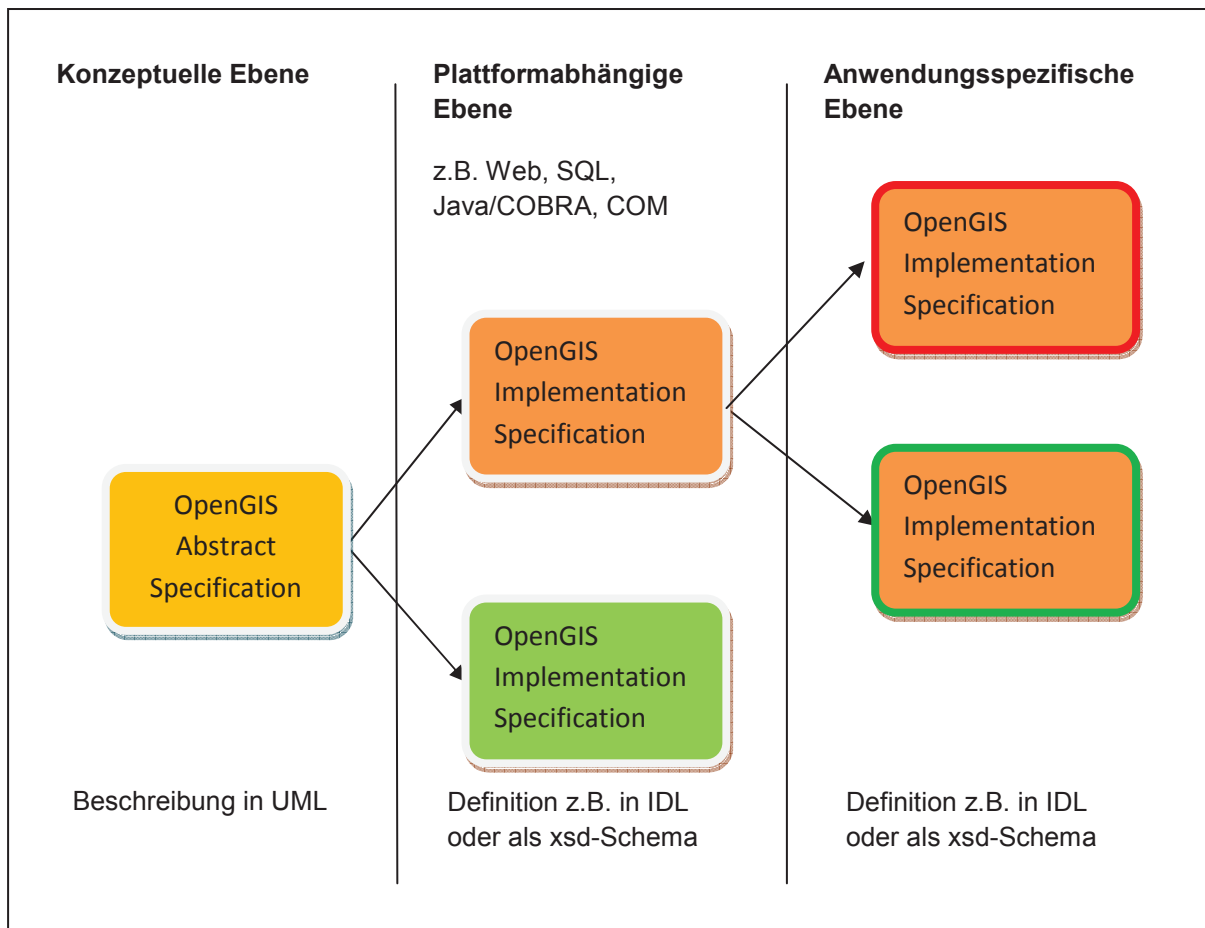 Konzeptuelle Ebene
Plattformabhängige
Ebene
z.B. Web, SQL,
Java/COBRA, COM
Anwendungsspezifische
Ebene
OpenGIS
Abstract
Specification
OpenGIS
Implementation
Specification
OpenGIS
Implementation
Specification
OpenGIS
Implementation
Specification
OpenGIS
Implementation
Specification
Beschreibung in UML
Definition z.B. in IDL
oder als xsd-Schema
Definition z.B. in IDL
oder als xsd-Schema